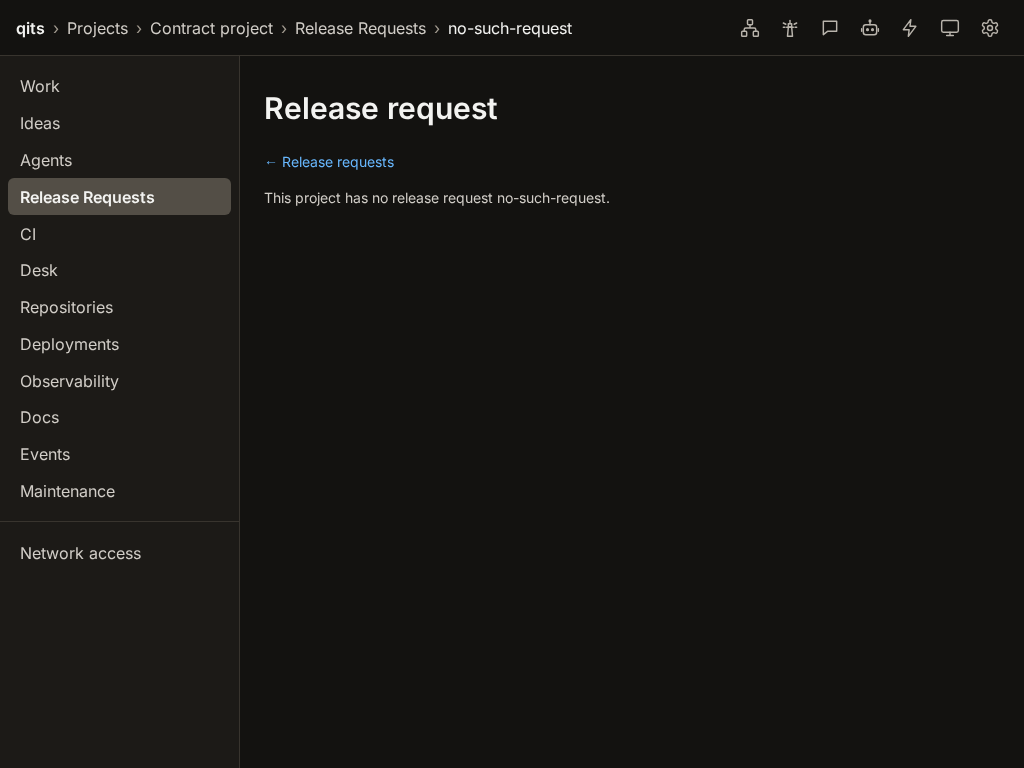 qits › Projects › Contract project › Release Requests › no-such-request
Work
Ideas
Agents
Release Requests
CI
Desk
Repositories
Deployments
Observability
Docs
Events
Maintenance
Network access
Release request
← Release requests
This project has no release request no-such-request.